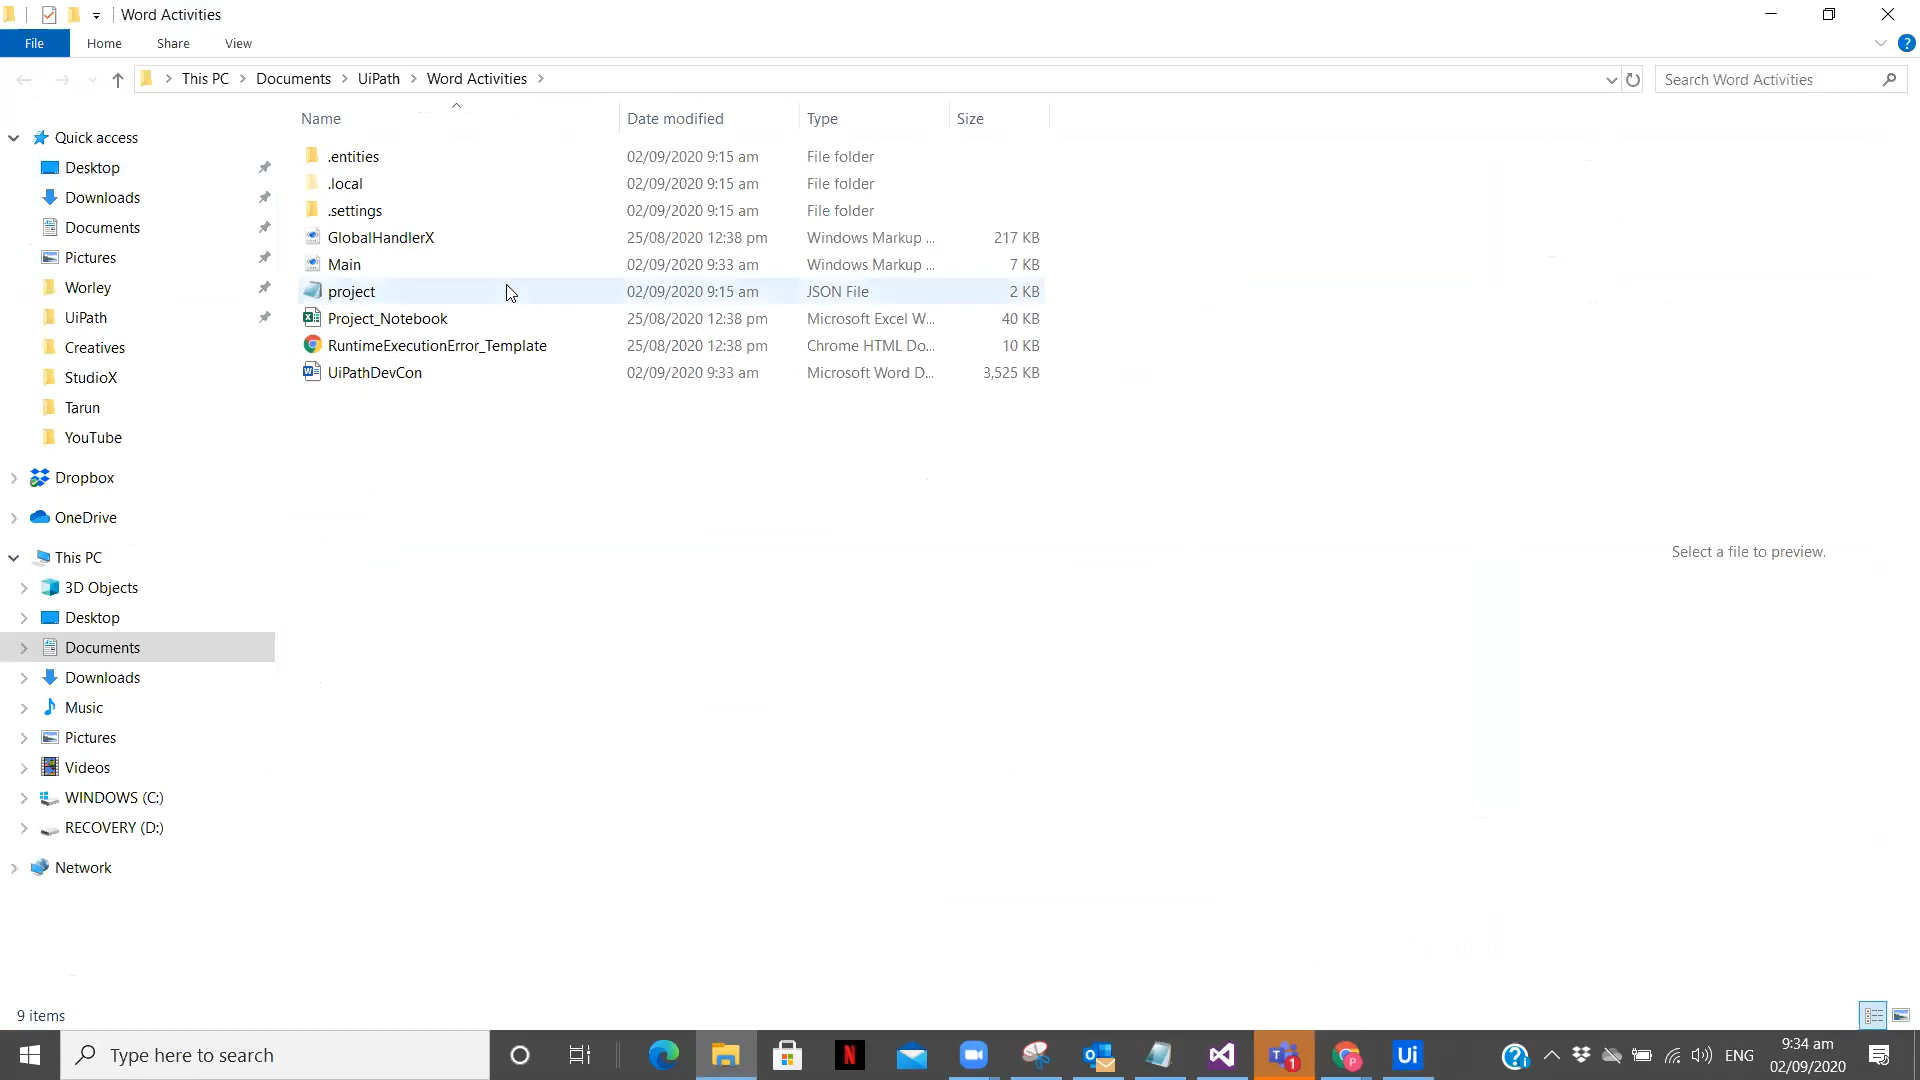 Word Activities
File Home Share View
This PC Documents UiPath Word Activities
Search Word Activities
Name Date modified Type Size
Quick access
Desktop
Downloads
Documents
Pictures
Worley
UiPath
Creatives
StudioX
Tarun
YouTube
Dropbox
OneDrive
This PC
3D Objects
Desktop
Documents
Downloads
Music
Pictures
Videos
WINDOWS (C:)
RECOVERY (D:)
Network
.entities 02/09/2020 9:15 am File folder
.local 02/09/2020 9:15 am File folder
.settings 02/09/2020 9:15 am File folder
GlobalHandlerX 25/08/2020 12:38 pm Windows Markup ... 217 KB
Main 02/09/2020 9:33 am Windows Markup ... 7 KB
project 02/09/2020 9:15 am JSON File 2 KB
Project_Notebook 25/08/2020 12:38 pm Microsoft Excel W... 40 KB
RuntimeExecutionError_Template 25/08/2020 12:38 pm Chrome HTML Do... 10 KB
UiPathDevCon 02/09/2020 9:33 am Microsoft Word D... 3,525 KB
Select a file to preview.
9 items
Type here to search
Ui
ENG
9:34 am
02/09/2020